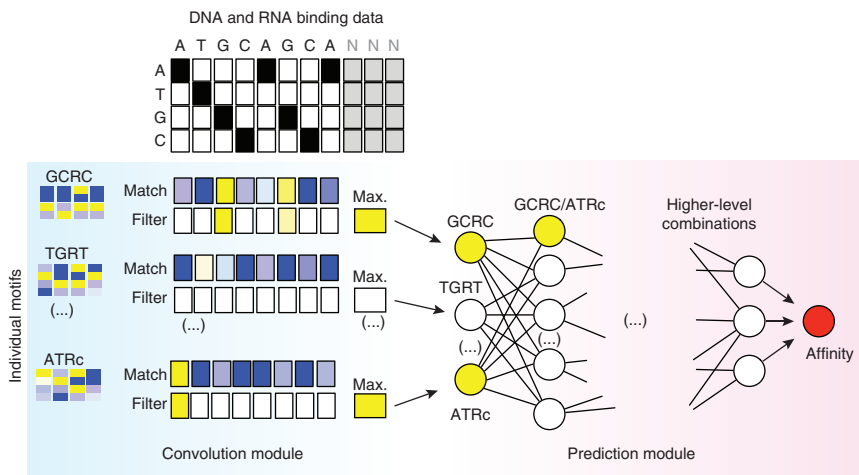 DNA and RNA binding data
A T G C A G C A N N N
A
T
G
C
Individual motifs
GCRC
Match
Filter
Max.
TGRT
Match
Filter
Max.
(...)
(...)
(...)
ATRc
Match
Filter
Max.
Convolution module
GCRC
GCRC/ATRc
TGRT
(...)
(...)
ATRc
(...)
Higher-level
combinations
Affinity
Prediction module